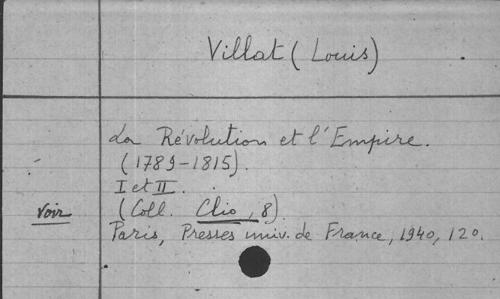 Villat (Louis)
La Révolution et l'Empire.
(1789-1815).
I et II.
voir (Coll. Clio, 8).
Paris, Presses univ. de France, 1940, 120.